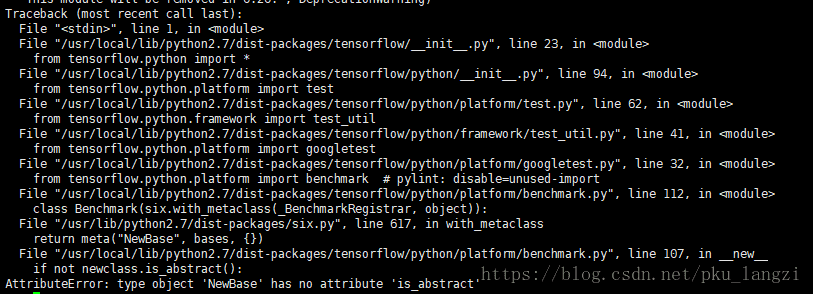 This module will be removed in 0.20.", DeprecationWarning)
Traceback (most recent call last):
File "<stdin>", line 1, in <module>
File "/usr/local/lib/python2.7/dist-packages/tensorflow/__init__.py", line 23, in <module>
from tensorflow.python import *
File "/usr/local/lib/python2.7/dist-packages/tensorflow/python/__init__.py", line 94, in <module>
from tensorflow.python.platform import test
File "/usr/local/lib/python2.7/dist-packages/tensorflow/python/platform/test.py", line 62, in <module>
from tensorflow.python.framework import test_util
File "/usr/local/lib/python2.7/dist-packages/tensorflow/python/framework/test_util.py", line 41, in <module>
from tensorflow.python.platform import googletest
File "/usr/local/lib/python2.7/dist-packages/tensorflow/python/platform/googletest.py", line 32, in <module>
from tensorflow.python.platform import benchmark  # pylint: disable=unused-import
File "/usr/local/lib/python2.7/dist-packages/tensorflow/python/platform/benchmark.py", line 112, in <module>
class Benchmark(six.with_metaclass(_BenchmarkRegistrar, object)):
File "/usr/local/lib/python2.7/dist-packages/six.py", line 617, in with_metaclass
return meta("NewBase", bases, {})
File "/usr/local/lib/python2.7/dist-packages/tensorflow/python/platform/benchmark.py", line 107, in __new__
if not newclass.is_abstract():
AttributeError: type object 'NewBase' has no attribute 'is_abstract'
https://blog.csdn.net/pku_langzi